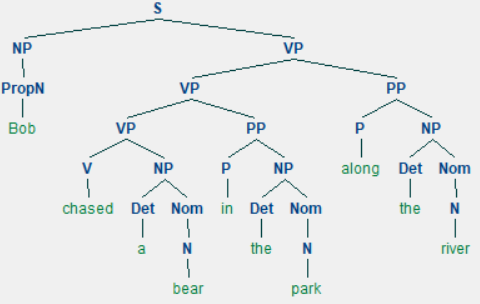 S
NP VP
PropN VP PP
Bob VP PP P NP
V NP P NP along Det Nom
chased Det Nom in Det Nom the N
a N the N river
bear park